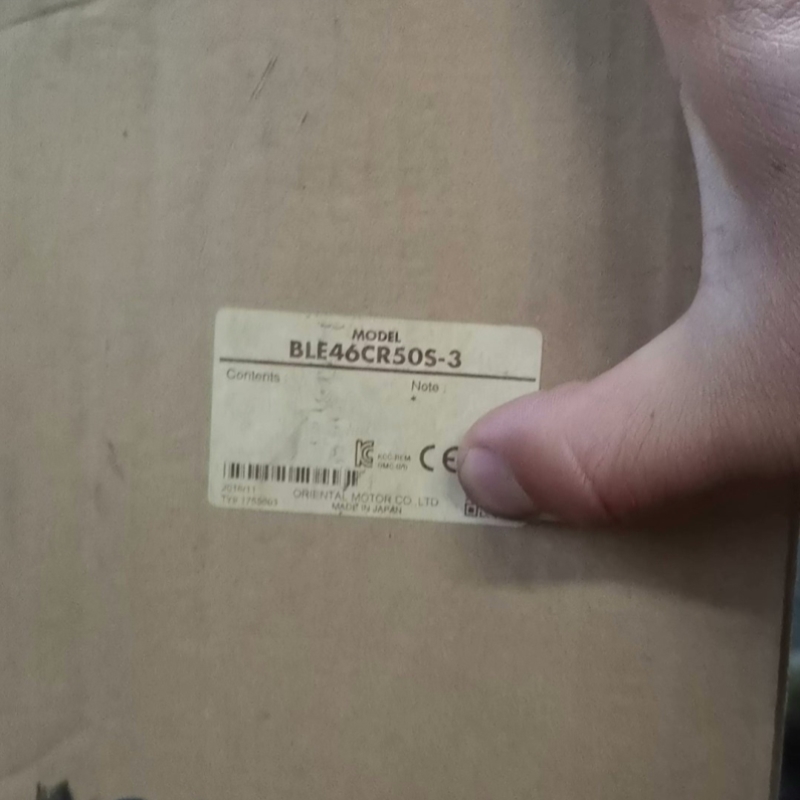 MODEL
BLE46CR50S-3
Contents
Note
CE
ORIENTAL MOTOR CO., LTD.
MADE IN JAPAN